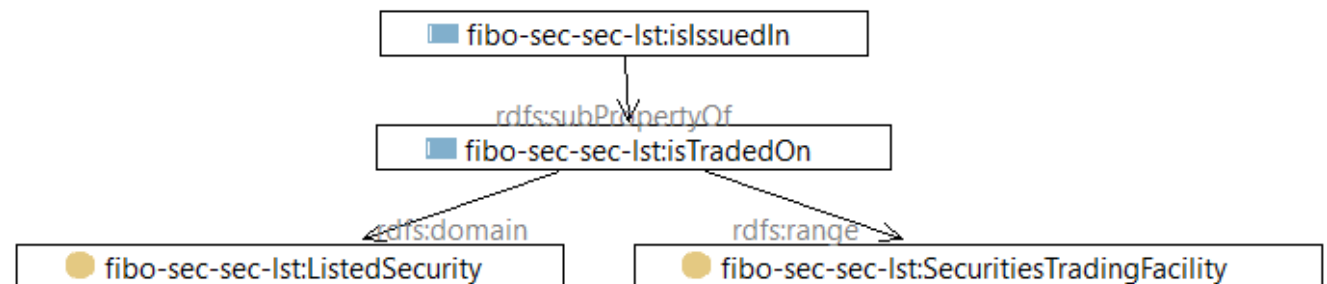 fibo-sec-sec-lst:isIssuedIn
rdfs:subPropertyOf
fibo-sec-sec-lst:isTradedOn
rdfs:domain rdfs:range
fibo-sec-sec-lst:ListedSecurity fibo-sec-sec-lst:SecuritiesTradingFacility